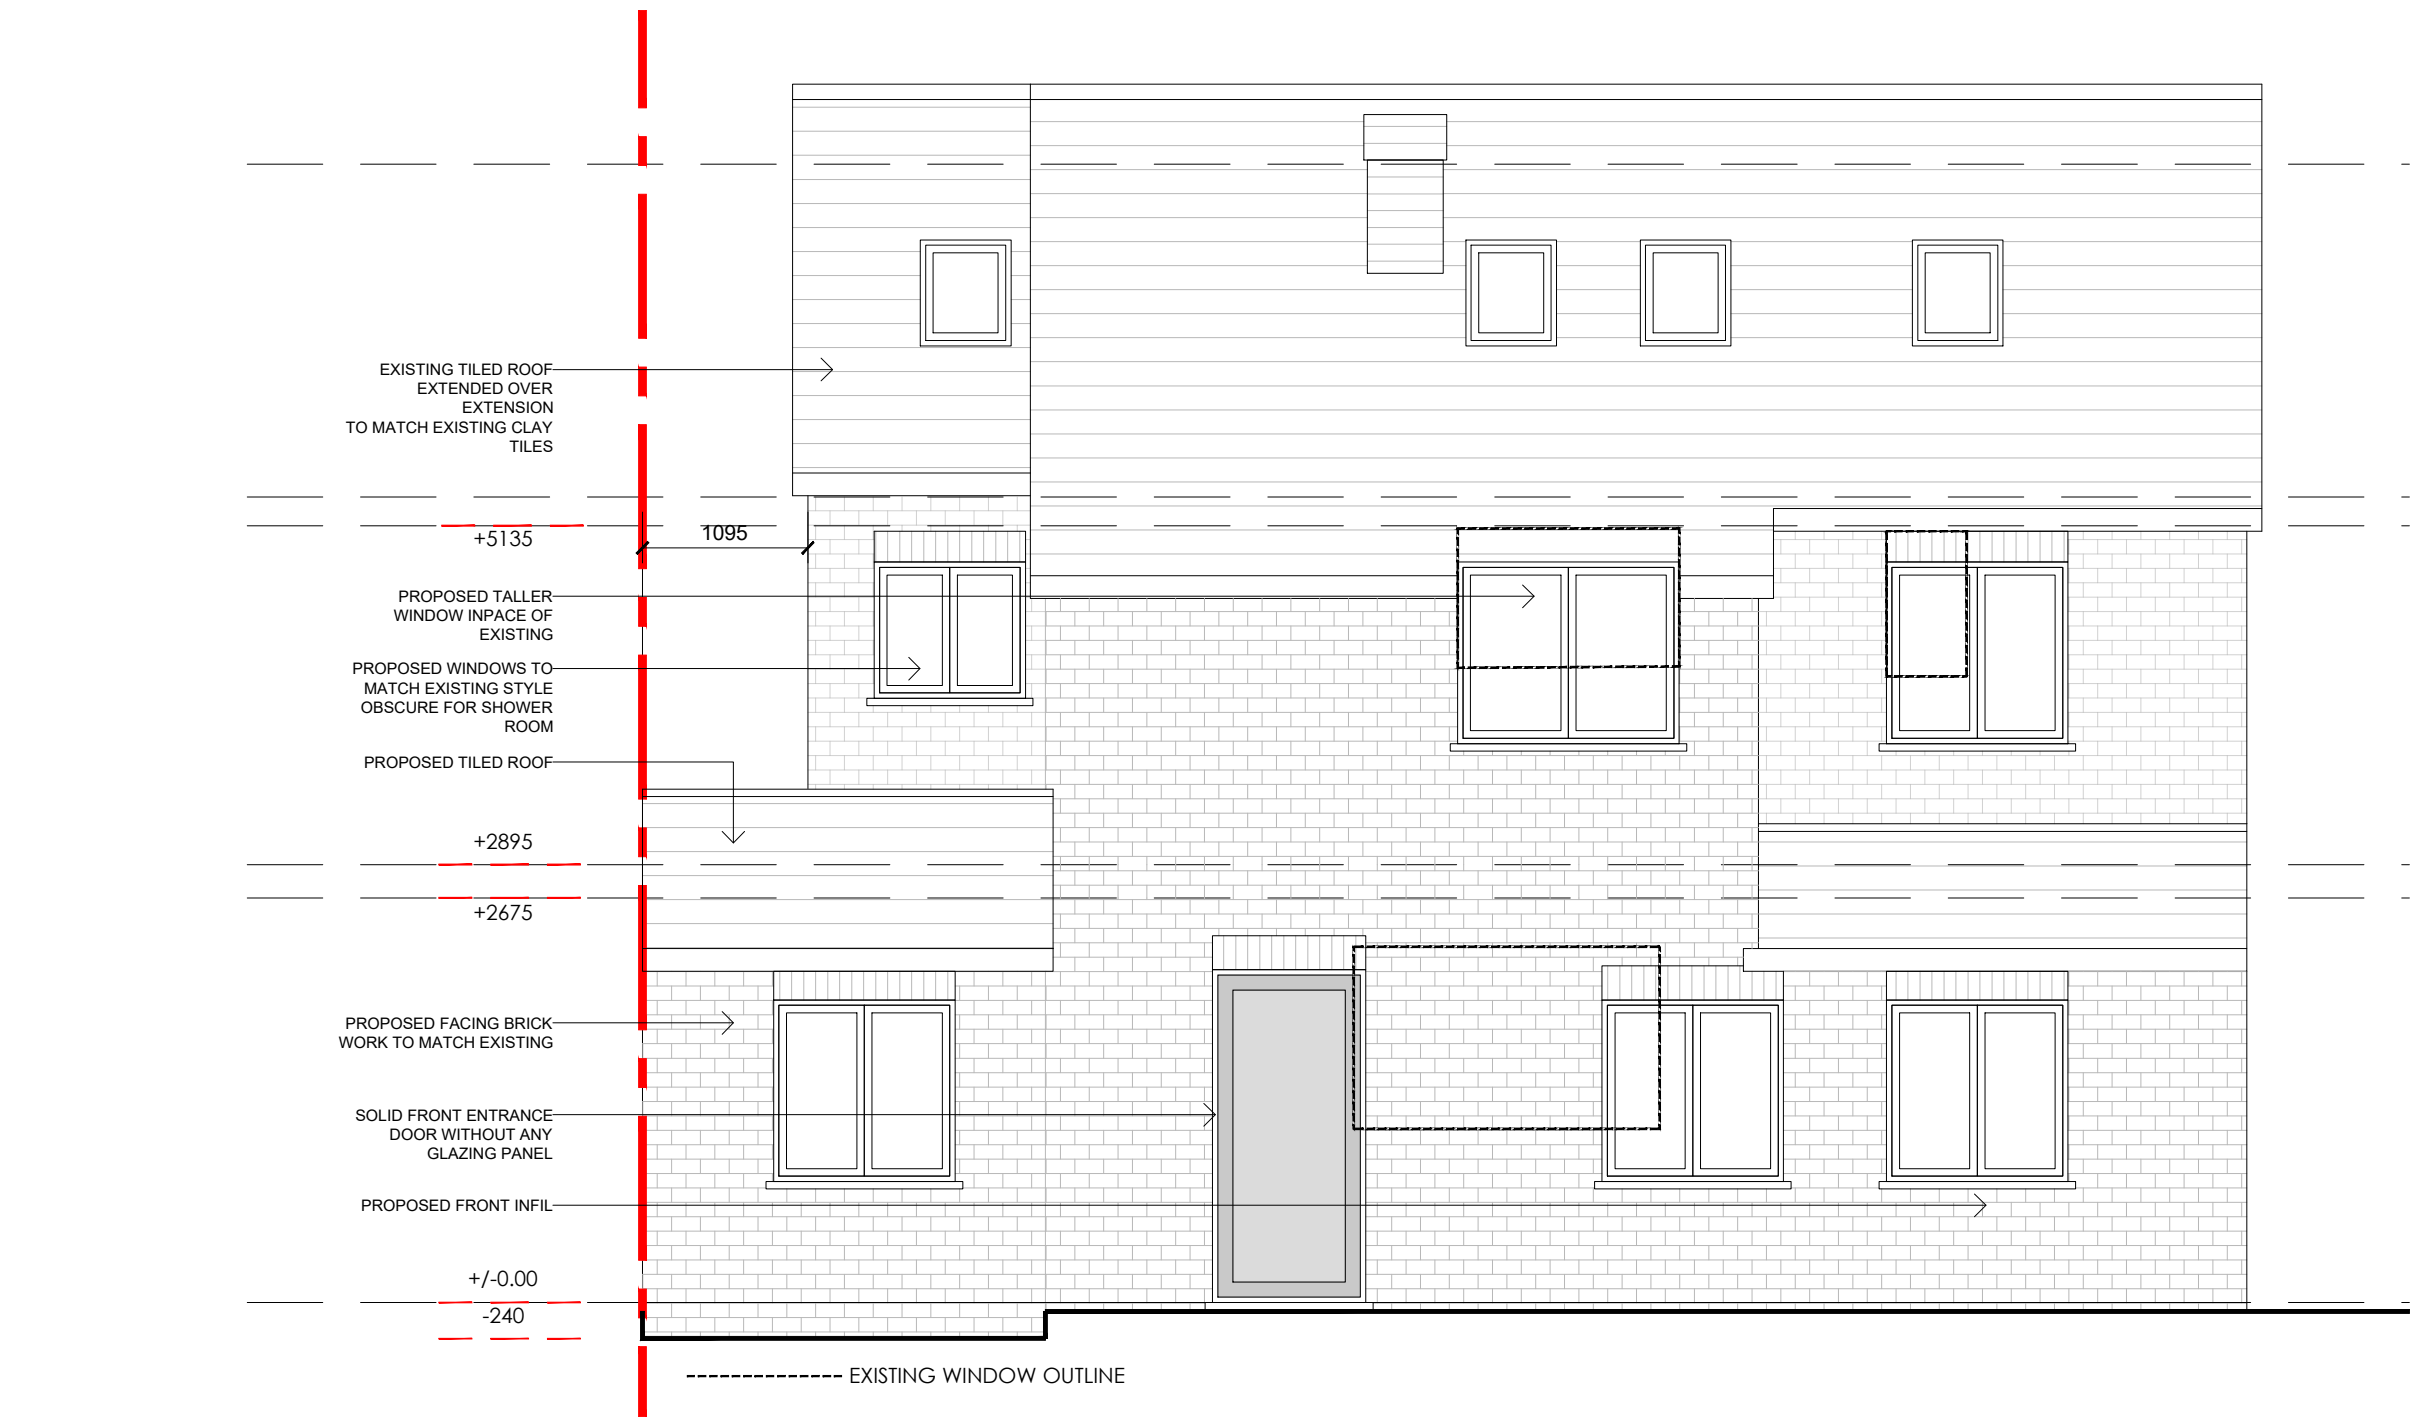 EXISTING TILED ROOF
EXTENDED OVER
EXTENSION
TO MATCH EXISTING CLAY
TILES
+5135
1095
PROPOSED TALLER
WINDOW INPACE OF
EXISTING
PROPOSED WINDOWS TO
MATCH EXISTING STYLE
OBSCURE FOR SHOWER
ROOM
PROPOSED TILED ROOF
+2895
+2675
PROPOSED FACING BRICK
WORK TO MATCH EXISTING
SOLID FRONT ENTRANCE
DOOR WITHOUT ANY
GLAZING PANEL
PROPOSED FRONT INFIL
+/-0.00
-240
EXISTING WINDOW OUTLINE